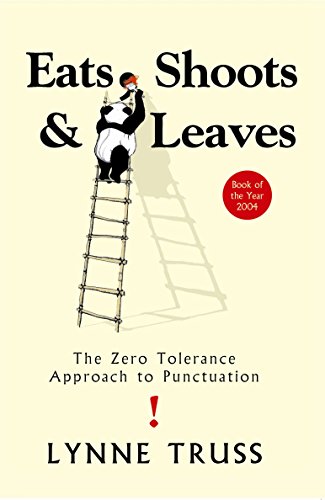 Eats, Shoots
& Leaves
Book of
the Year
2004
The Zero Tolerance
Approach to Punctuation
!
LYNNE TRUSS